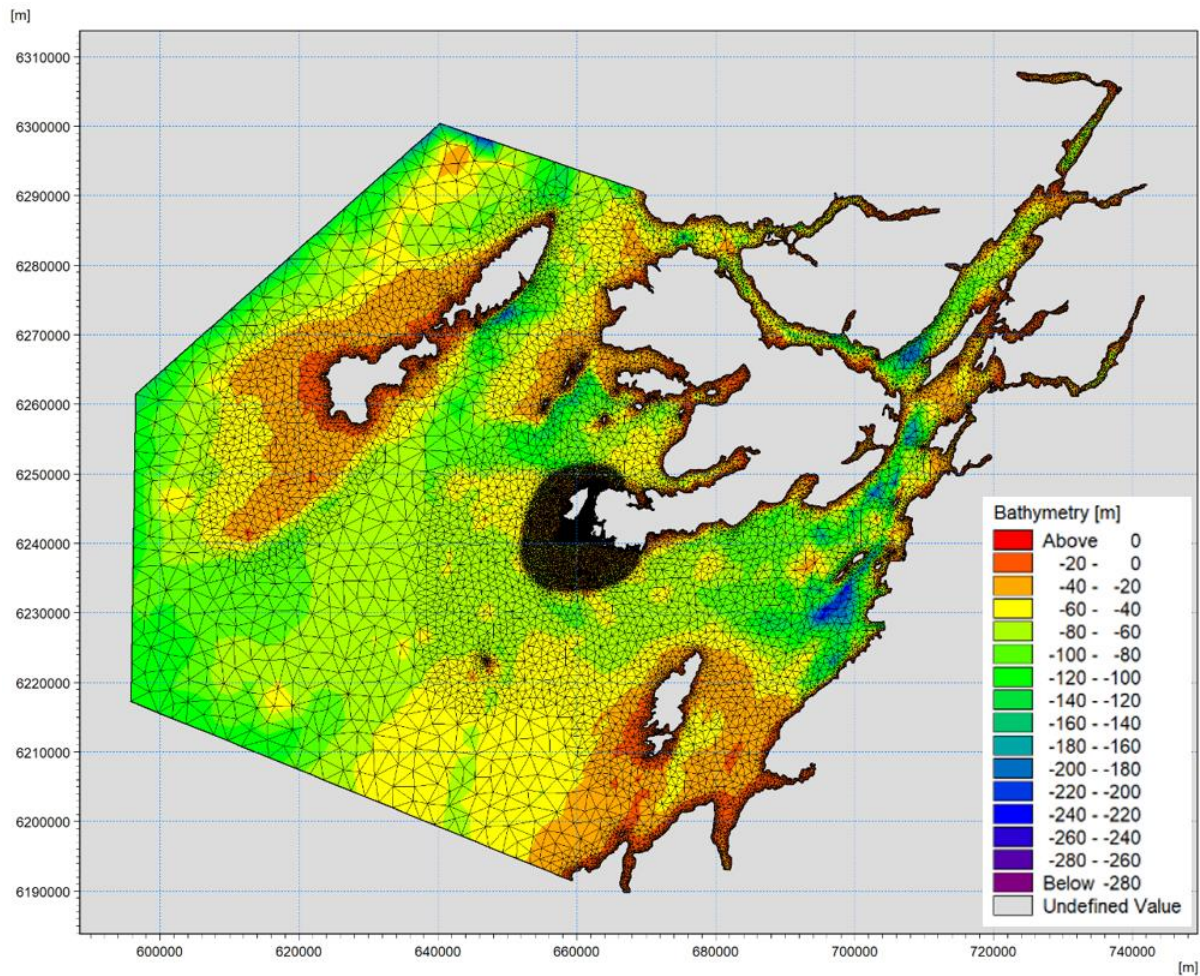 [m]
6310000
6300000
6290000
6280000
6270000
6260000
6250000
6240000
6230000
6220000
6210000
6200000
6190000
Bathymetry [m]
Above 0
-20 - 0
-40 - -20
-60 - -40
-80 - -60
-100 - -80
-120 - -100
-140 - -120
-160 - -140
-180 - -160
-200 - -180
-220 - -200
-240 - -220
-260 - -240
-280 - -260
Below -280
Undefined Value
600000 620000 640000 660000 680000 700000 720000 740000
[m]